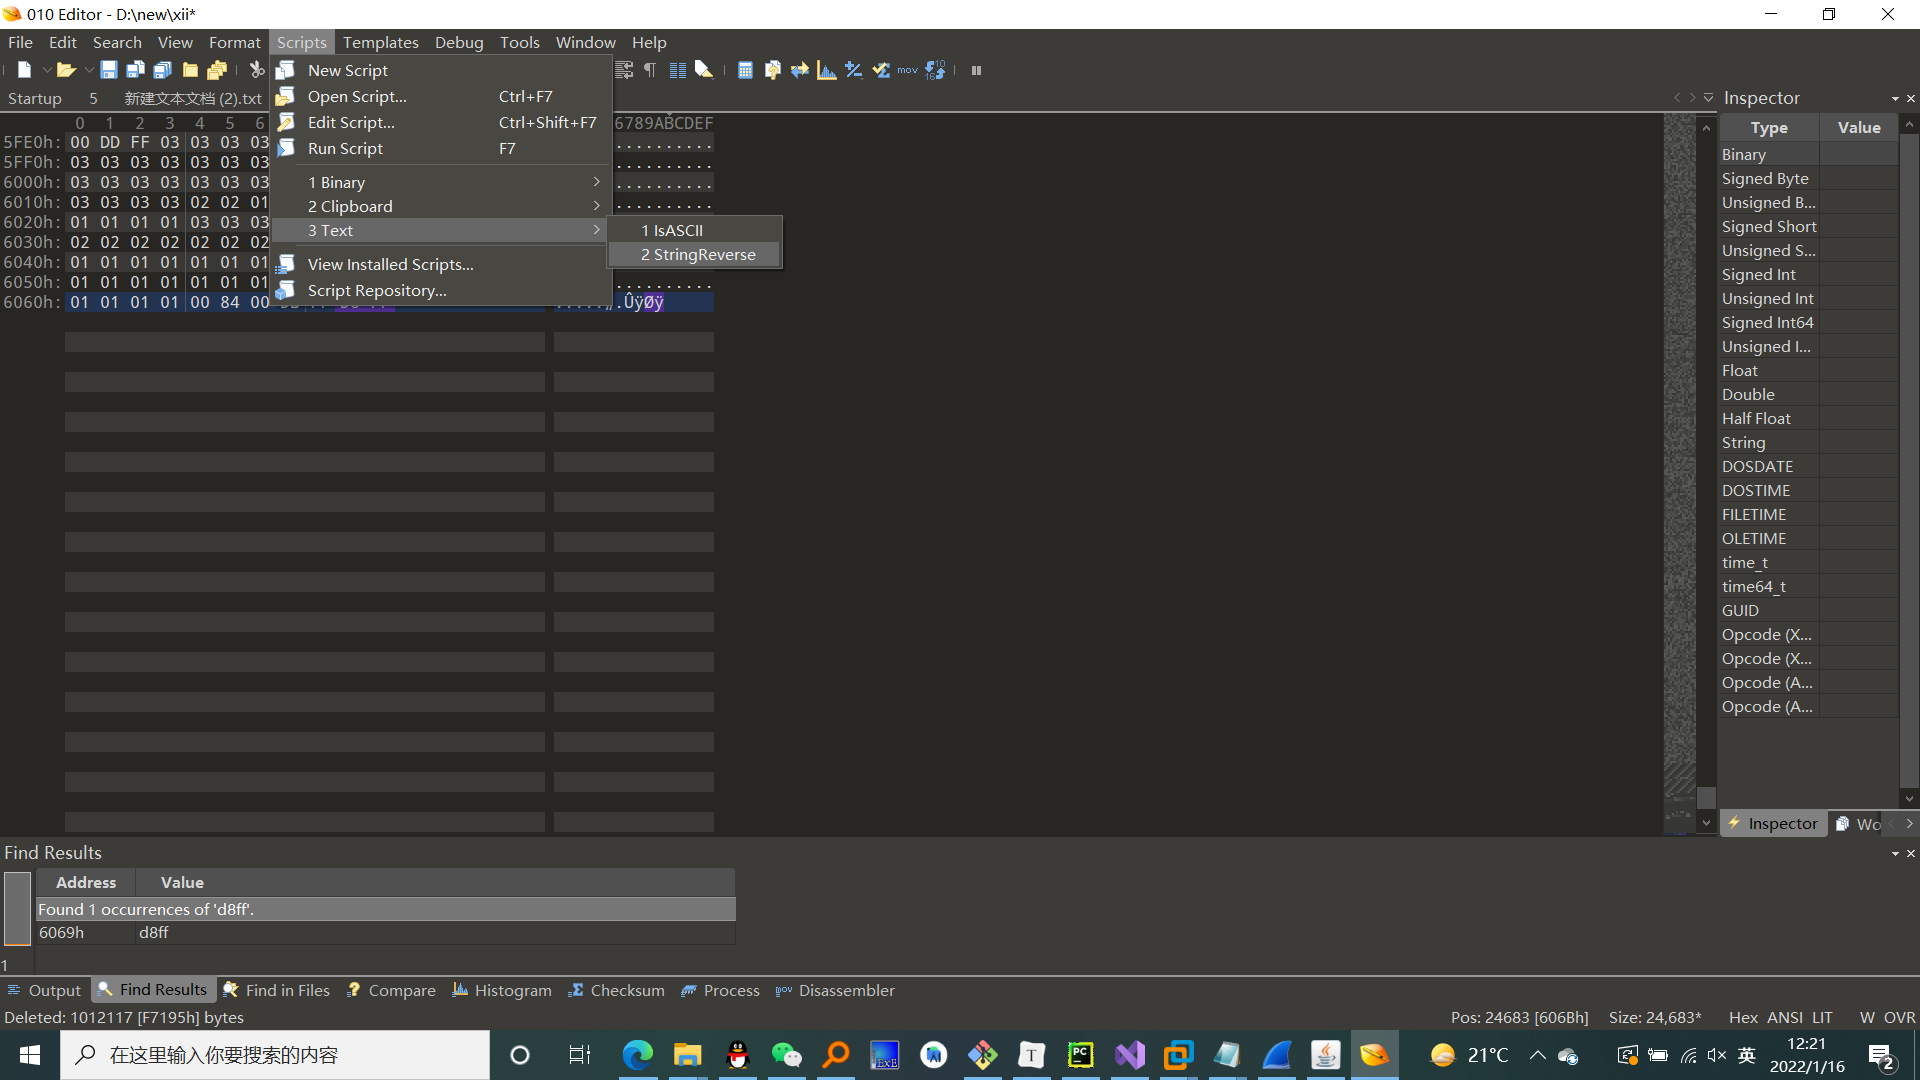 010 Editor - D:\new\xii*
File Edit Search View Format Scripts Templates Debug Tools Window Help
New Script
Open Script... Ctrl+F7
Edit Script... Ctrl+Shift+F7
Run Script F7
1 Binary
2 Clipboard
3 Text
View Installed Scripts...
Script Repository...
1 IsASCII
2 StringReverse
Startup 5 新建文本文档 (2).txt
0 1 2 3 4 5 6 6789ABCDEF
5FE0h: 00 DD FF 03 03 03 03 ..........
5FF0h: 03 03 03 03 03 03 03 ..........
6000h: 03 03 03 03 03 03 03 ..........
6010h: 03 03 03 03 02 02 01 ..........
6020h: 01 01 01 01 03 03 03
6030h: 02 02 02 02 02 02 02
6040h: 01 01 01 01 01 01 01
6050h: 01 01 01 01 01 01 01 ..........
6060h: 01 01 01 01 00 84 00 .ÛÿØÿ
Inspector
Type Value
Binary
Signed Byte
Unsigned B...
Signed Short
Unsigned S...
Signed Int
Unsigned Int
Signed Int64
Unsigned I...
Float
Double
Half Float
String
DOSDATE
DOSTIME
FILETIME
OLETIME
time_t
time64_t
GUID
Opcode (X...
Opcode (X...
Opcode (A...
Opcode (A...
Inspector Wo
Find Results
Address Value
Found 1 occurrences of 'd8ff'.
6069h d8ff
1
Output Find Results Find in Files Compare Histogram Checksum Process Disassembler
Deleted: 1012117 [F7195h] bytes
Pos: 24683 [606Bh] Size: 24,683* Hex ANSI LIT W OVR
在这里输入你要搜索的内容
21°C 英 12:21
2022/1/16
2